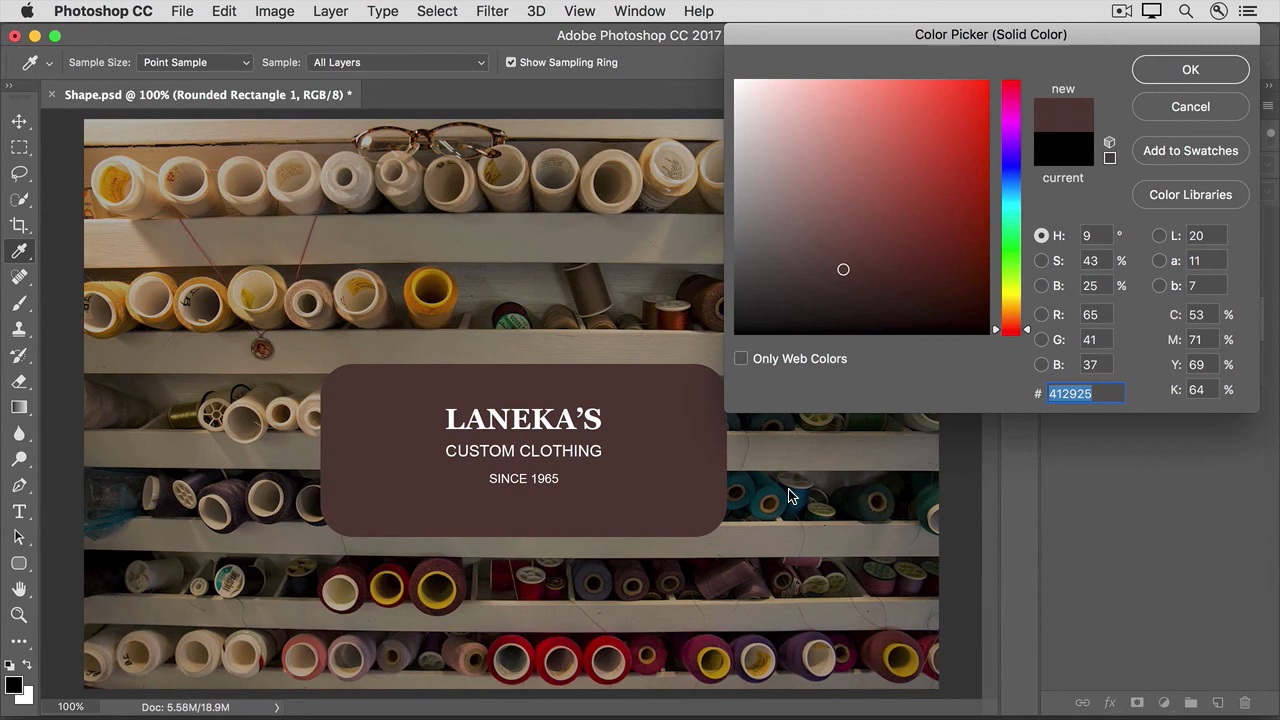 Photoshop CC File Edit Image Layer Type Select Filter 3D View Window Help
Adobe Photoshop CC 2017
Color Picker (Solid Color)
Sample Size: Point Sample Sample: All Layers Show Sampling Ring
Shape.psd @ 100% (Rounded Rectangle 1, RGB/8) *
new
current
OK
Cancel
Add to Swatches
Color Libraries
H: 9 °
S: 43 %
B: 25 %
R: 65
G: 41
B: 37
# 412925
L: 20
a: 11
b: 7
C: 53 %
M: 71 %
Y: 69 %
K: 64 %
Only Web Colors
LANEKA’S
CUSTOM CLOTHING
SINCE 1965
100% Doc: 5.58M/18.9M